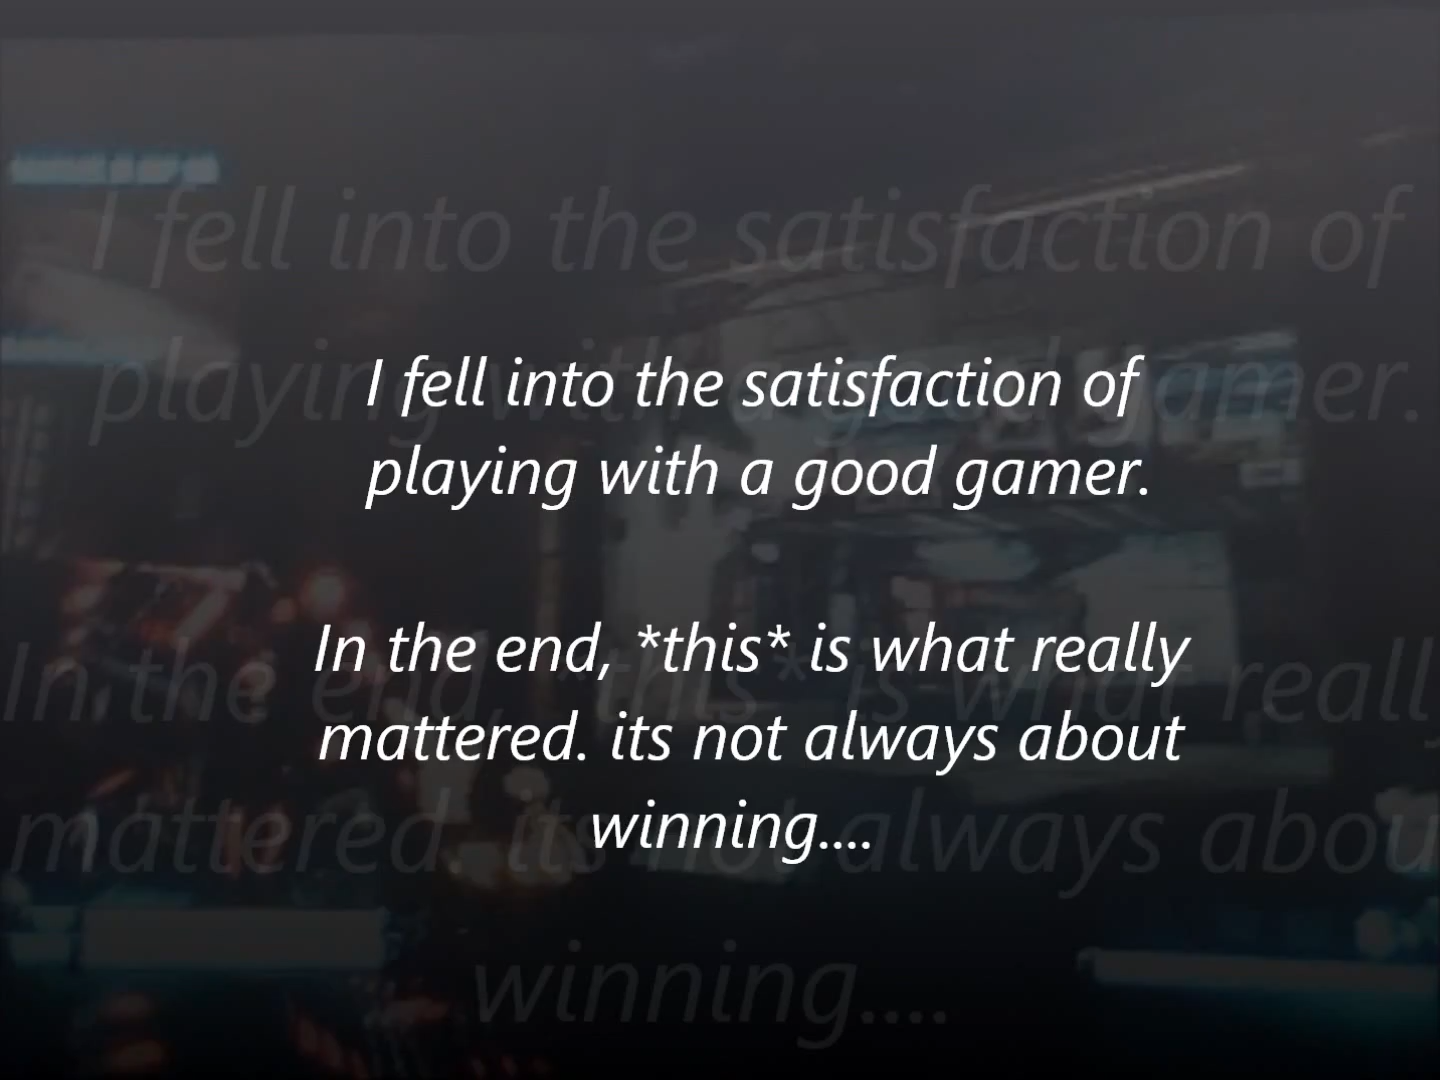 I fell into the satisfaction of
playing with a good gamer.
In the end, *this* is what really
mattered. its not always about
winning....